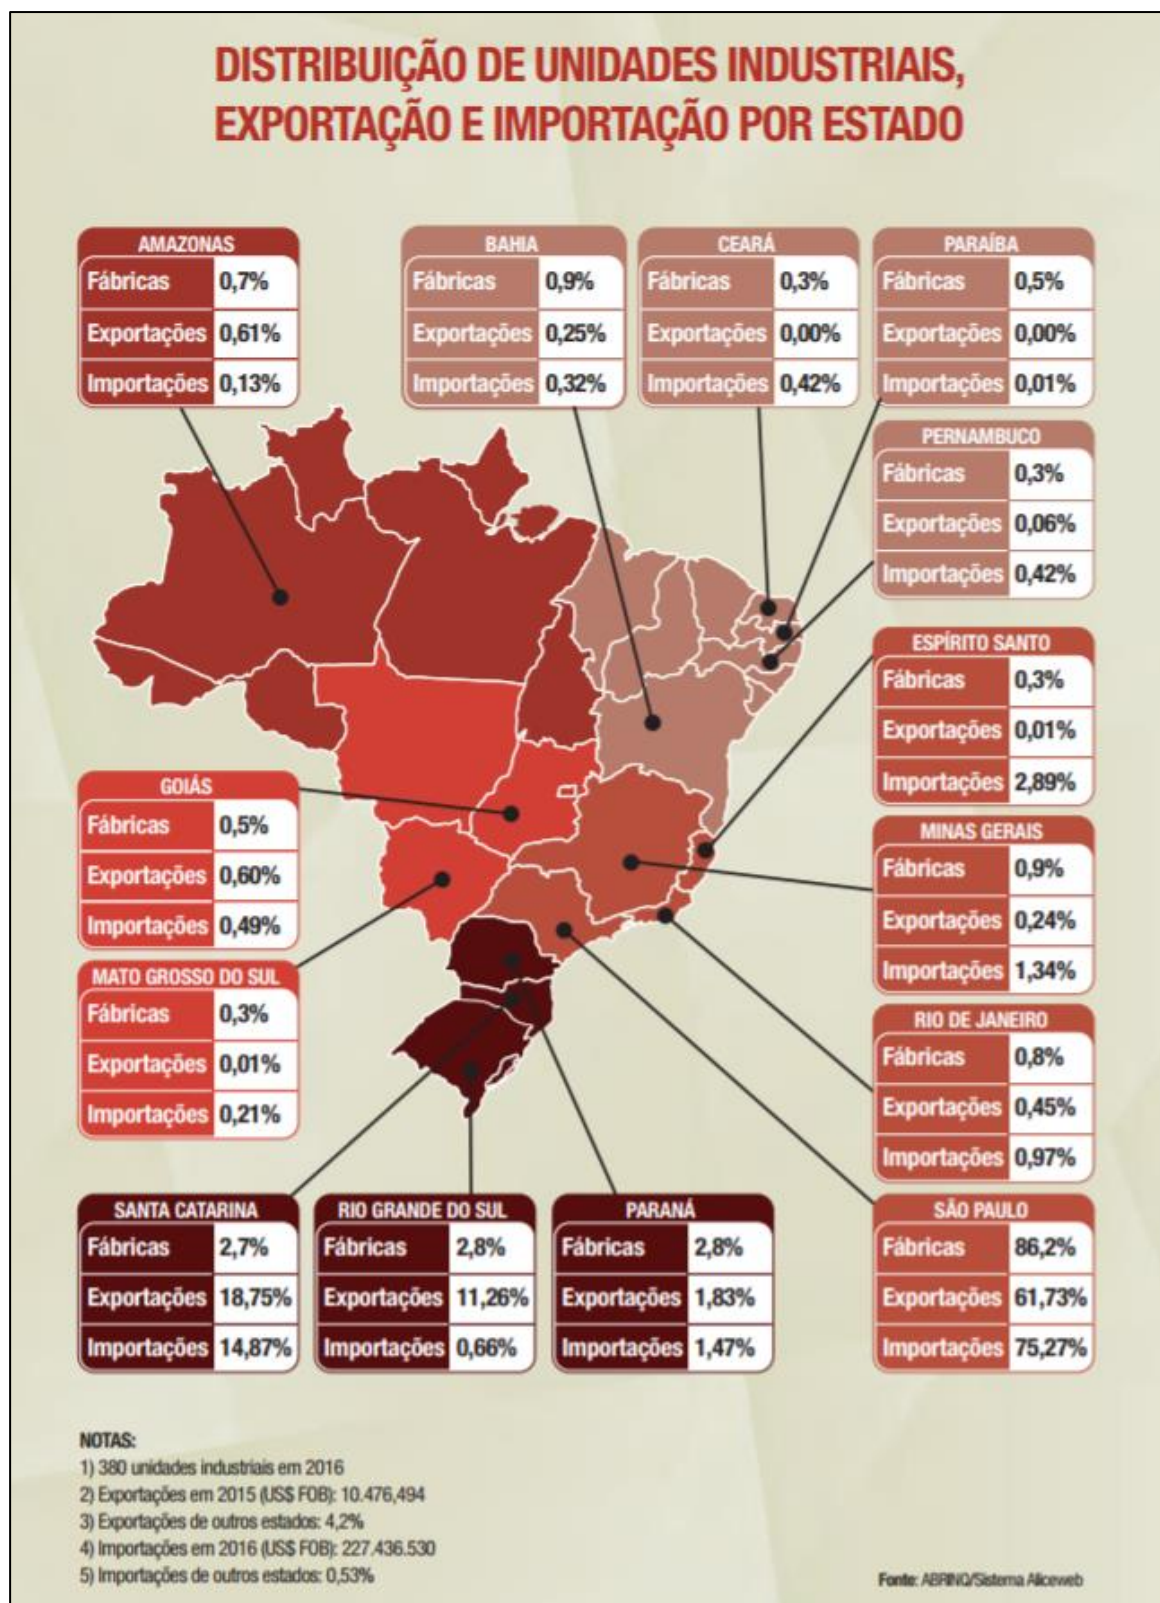 DISTRIBUIÇÃO DE UNIDADES INDUSTRIAIS,
EXPORTAÇÃO E IMPORTAÇÃO POR ESTADO
AMAZONAS
Fábricas 0,7%
Exportações 0,61%
Importações 0,13%
BAHIA
Fábricas 0,9%
Exportações 0,25%
Importações 0,32%
CEARÁ
Fábricas 0,3%
Exportações 0,00%
Importações 0,42%
PARAÍBA
Fábricas 0,5%
Exportações 0,00%
Importações 0,01%
PERNAMBUCO
Fábricas 0,3%
Exportações 0,06%
Importações 0,42%
ESPÍRITO SANTO
Fábricas 0,3%
Exportações 0,01%
Importações 2,89%
GOIÁS
Fábricas 0,5%
Exportações 0,60%
Importações 0,49%
MINAS GERAIS
Fábricas 0,9%
Exportações 0,24%
Importações 1,34%
MATO GROSSO DO SUL
Fábricas 0,3%
Exportações 0,01%
Importações 0,21%
RIO DE JANEIRO
Fábricas 0,8%
Exportações 0,45%
Importações 0,97%
SANTA CATARINA
Fábricas 2,7%
Exportações 18,75%
Importações 14,87%
RIO GRANDE DO SUL
Fábricas 2,8%
Exportações 11,26%
Importações 0,66%
PARANÁ
Fábricas 2,8%
Exportações 1,83%
Importações 1,47%
SÃO PAULO
Fábricas 86,2%
Exportações 61,73%
Importações 75,27%
NOTAS:
1) 380 unidades industriais em 2016
2) Exportações em 2015 (US$ FOB): 10.476,494
3) Exportações de outros estados: 4,2%
4) Importações em 2016 (US$ FOB): 227.436.530
5) Importações de outros estados: 0,53%
Fonte: ABRINQ/Sistema Aliceweb